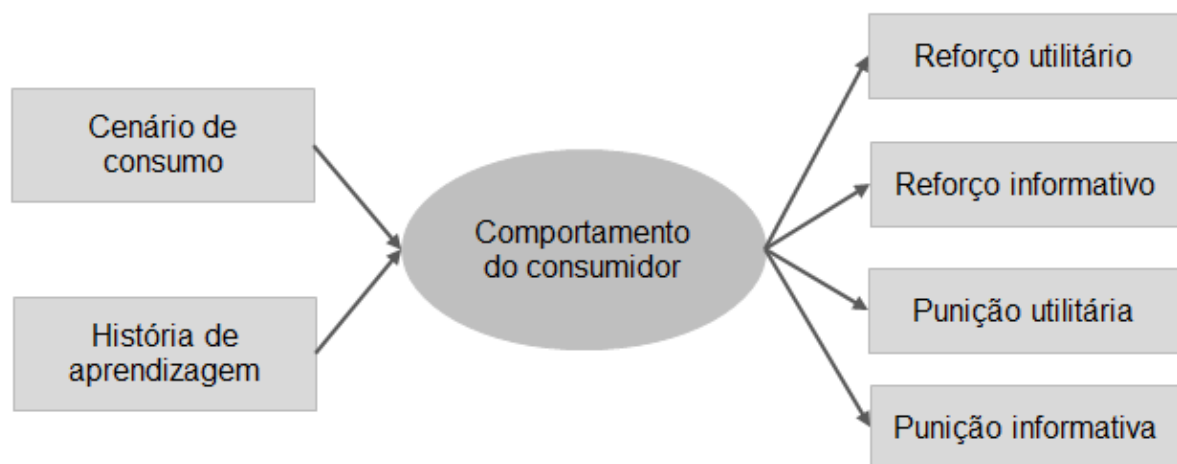 Cenário de
consumo
História de
aprendizagem
Comportamento
do consumidor
Reforço utilitário
Reforço informativo
Punição utilitária
Punição informativa